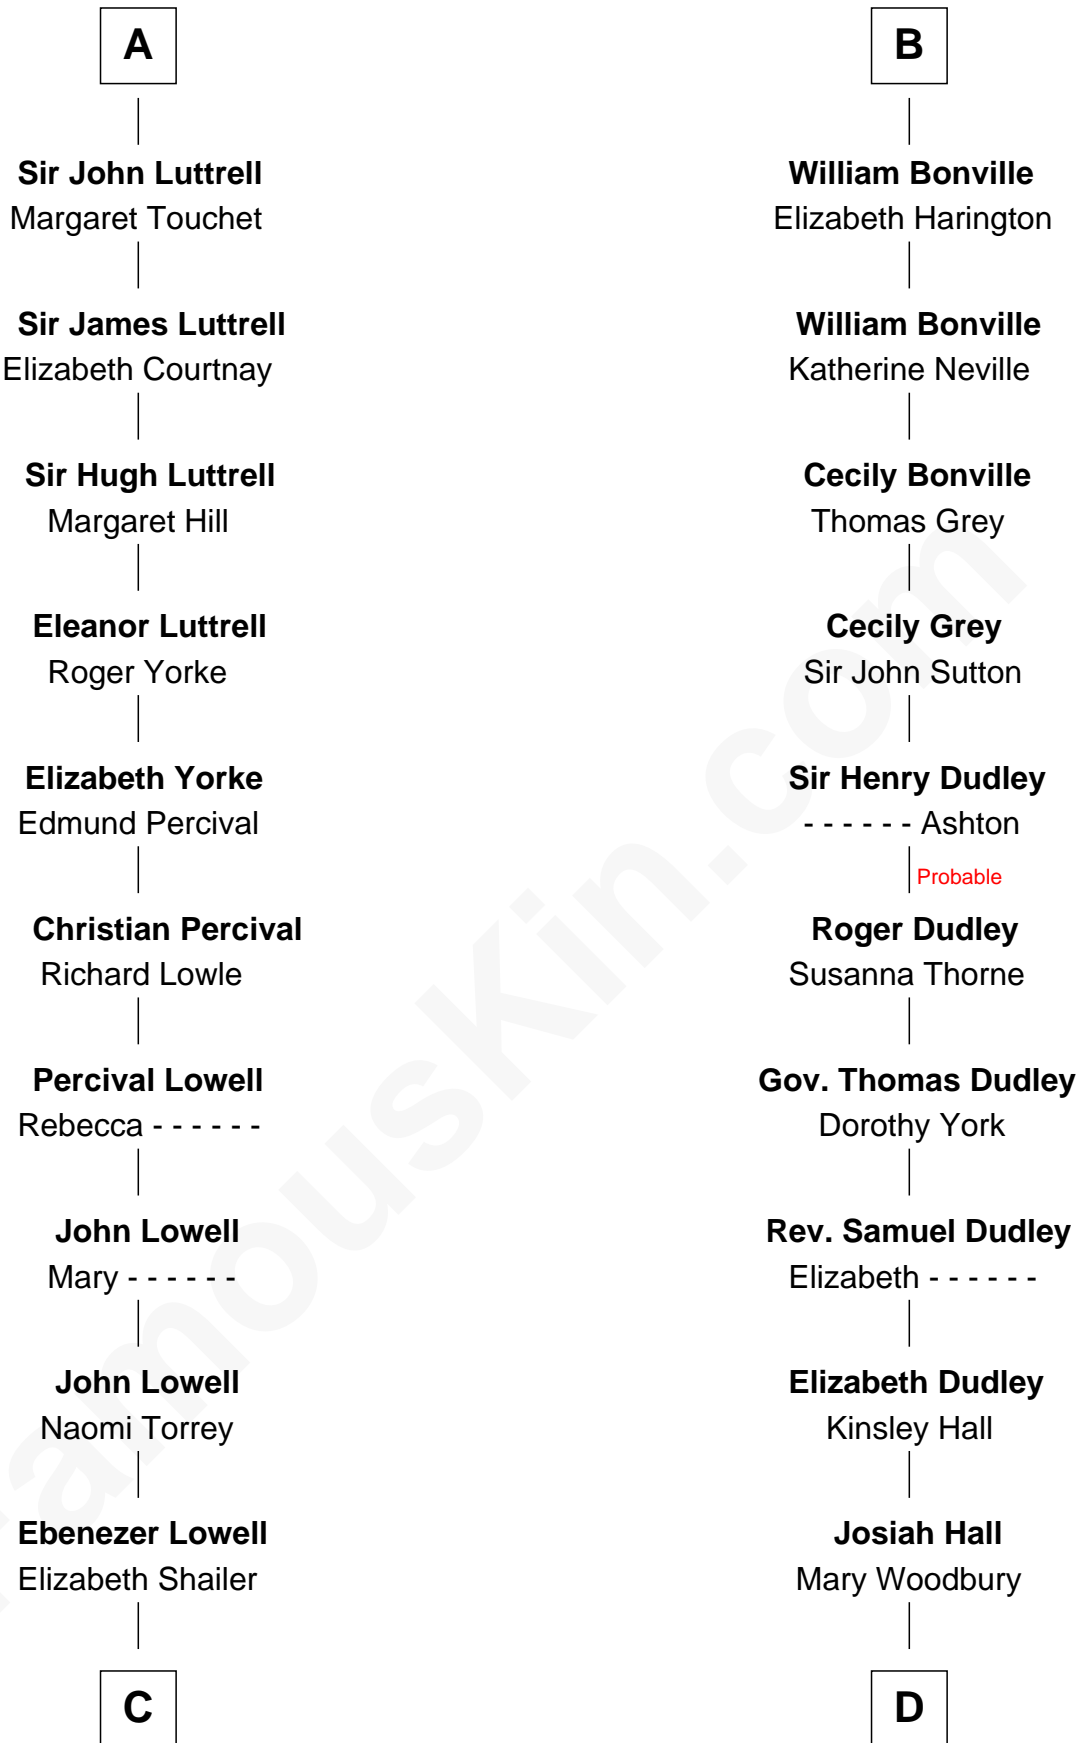 A
Sir John Luttrell
Margaret Touchet
Sir James Luttrell
Elizabeth Courtnay
Sir Hugh Luttrell
Margaret Hill
Eleanor Luttrell
Roger Yorke
Elizabeth Yorke
Edmund Percival
Christian Percival
Richard Lowle
Percival Lowell
Rebecca - - - - - -
John Lowell
Mary - - - - - -
John Lowell
Naomi Torrey
Ebenezer Lowell
Elizabeth Shailer
C
B
William Bonville
Elizabeth Harington
William Bonville
Katherine Neville
Cecily Bonville
Thomas Grey
Cecily Grey
Sir John Sutton
Sir Henry Dudley
- - - - - - Ashton
Probable
Roger Dudley
Susanna Thorne
Gov. Thomas Dudley
Dorothy York
Rev. Samuel Dudley
Elizabeth - - - - - -
Elizabeth Dudley
Kinsley Hall
Josiah Hall
Mary Woodbury
D
FamousKin.com